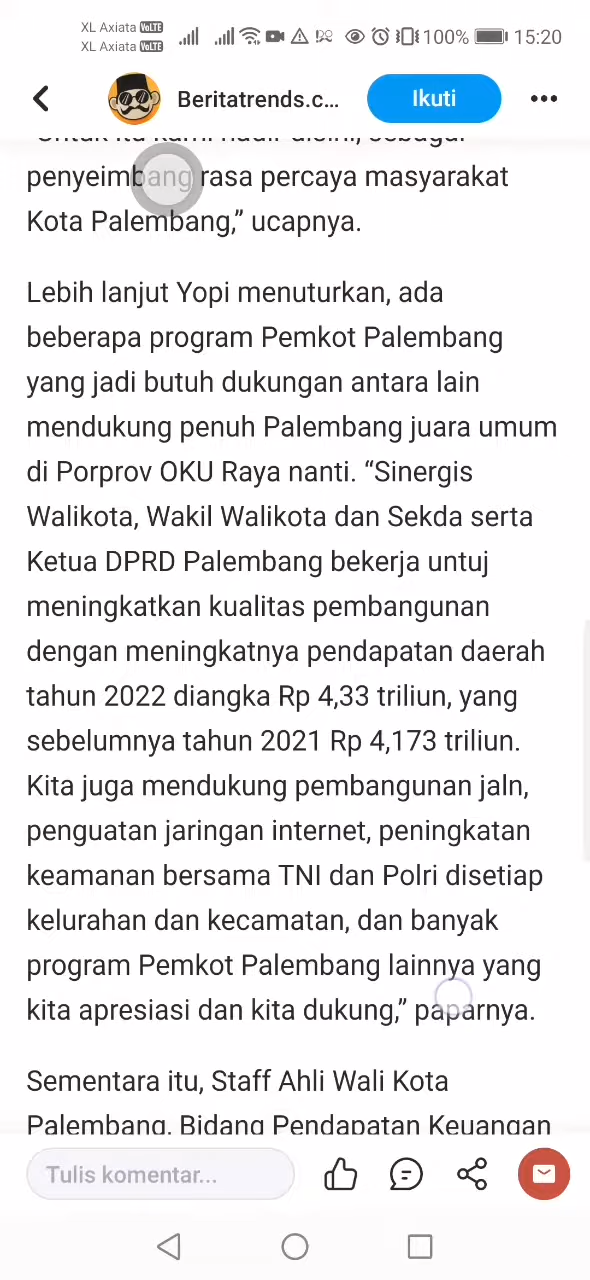 XL Axiata VoLTE
XL Axiata VoLTE
100% 15:20
Beritatrends.c...
Ikuti
penyeimbang rasa percaya masyarakat
Kota Palembang,” ucapnya.
Lebih lanjut Yopi menuturkan, ada
beberapa program Pemkot Palembang
yang jadi butuh dukungan antara lain
mendukung penuh Palembang juara umum
di Porprov OKU Raya nanti. “Sinergis
Walikota, Wakil Walikota dan Sekda serta
Ketua DPRD Palembang bekerja untuj
meningkatkan kualitas pembangunan
dengan meningkatnya pendapatan daerah
tahun 2022 diangka Rp 4,33 triliun, yang
sebelumnya tahun 2021 Rp 4,173 triliun.
Kita juga mendukung pembangunan jaln,
penguatan jaringan internet, peningkatan
keamanan bersama TNI dan Polri disetiap
kelurahan dan kecamatan, dan banyak
program Pemkot Palembang lainnya yang
kita apresiasi dan kita dukung,” paparnya.
Sementara itu, Staff Ahli Wali Kota
Palembang, Bidang Pendapatan Keuangan
Tulis komentar...